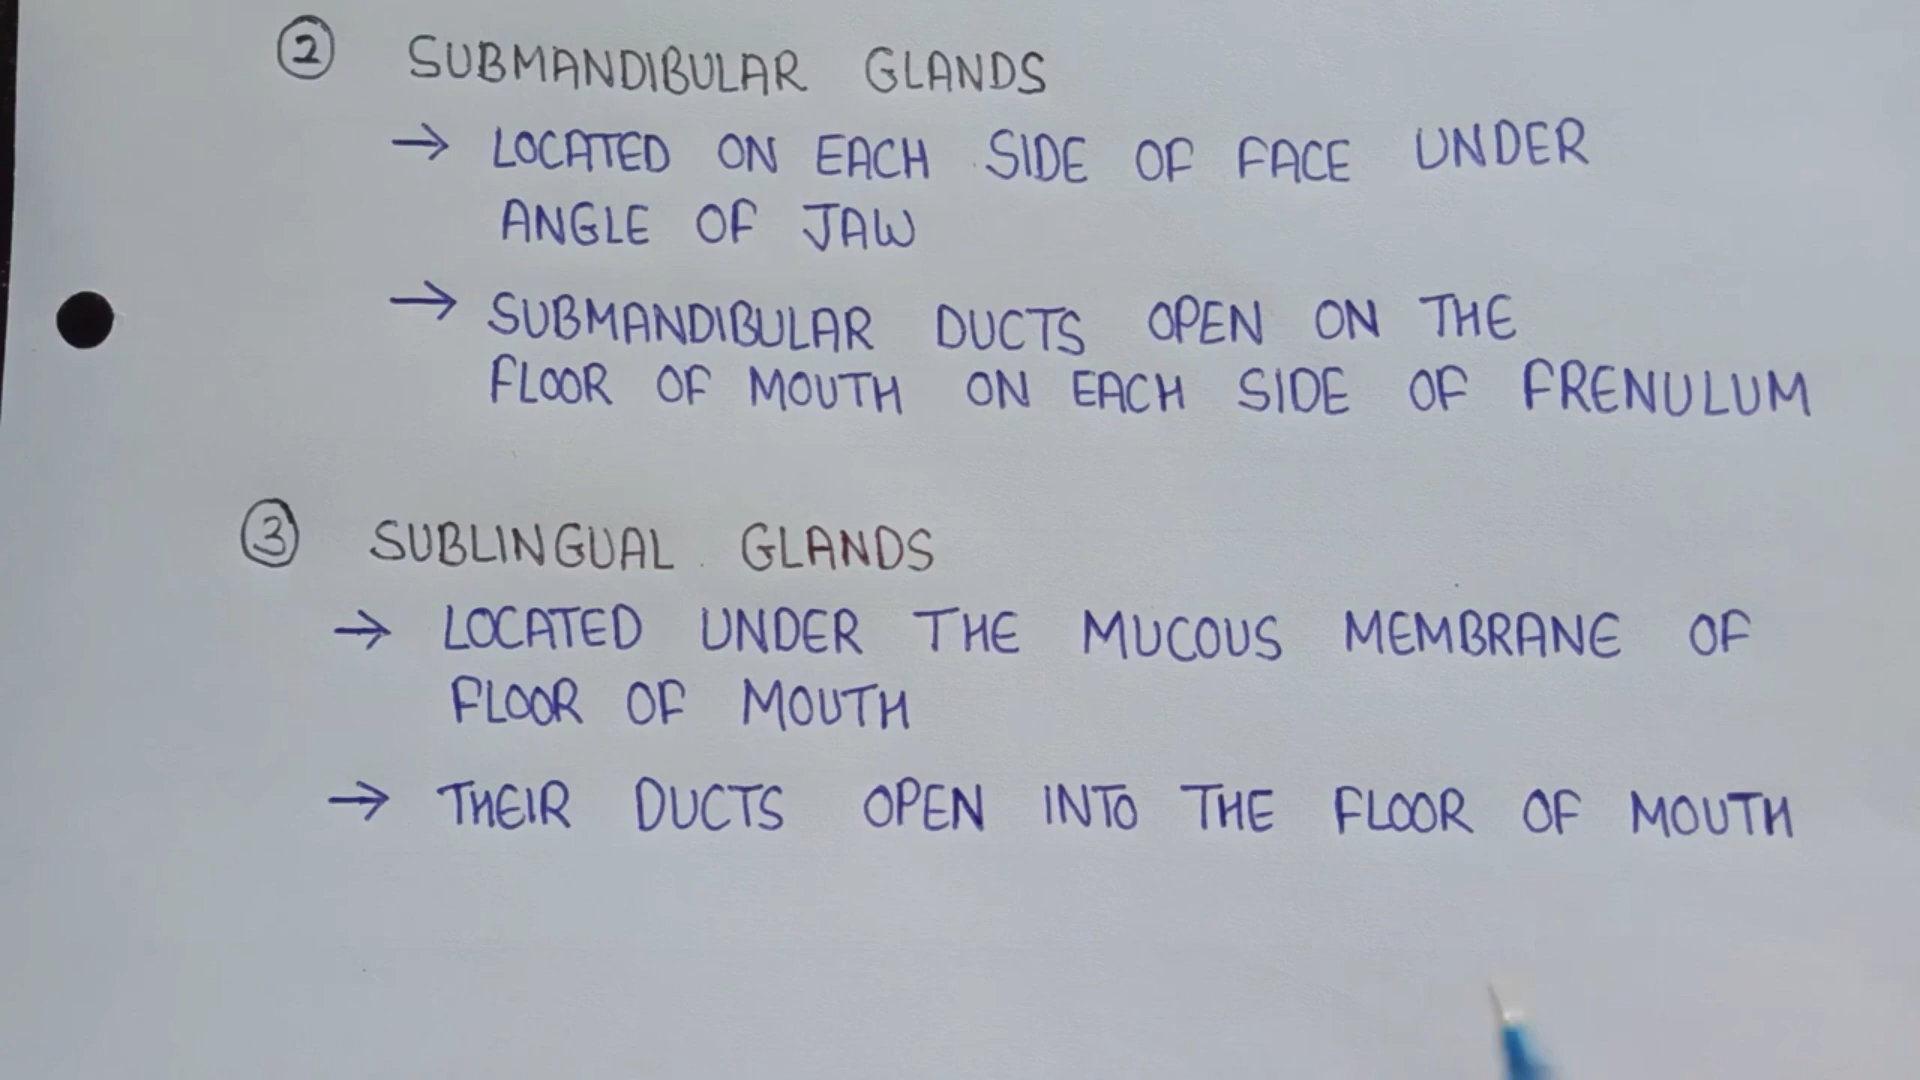 ② SUBMANDIBULAR GLANDS
→ LOCATED ON EACH SIDE OF FACE UNDER
ANGLE OF JAW
→ SUBMANDIBULAR DUCTS OPEN ON THE
FLOOR OF MOUTH ON EACH SIDE OF FRENULUM
③ SUBLINGUAL GLANDS
→ LOCATED UNDER THE MUCOUS MEMBRANE OF
FLOOR OF MOUTH
→ THEIR DUCTS OPEN INTO THE FLOOR OF MOUTH